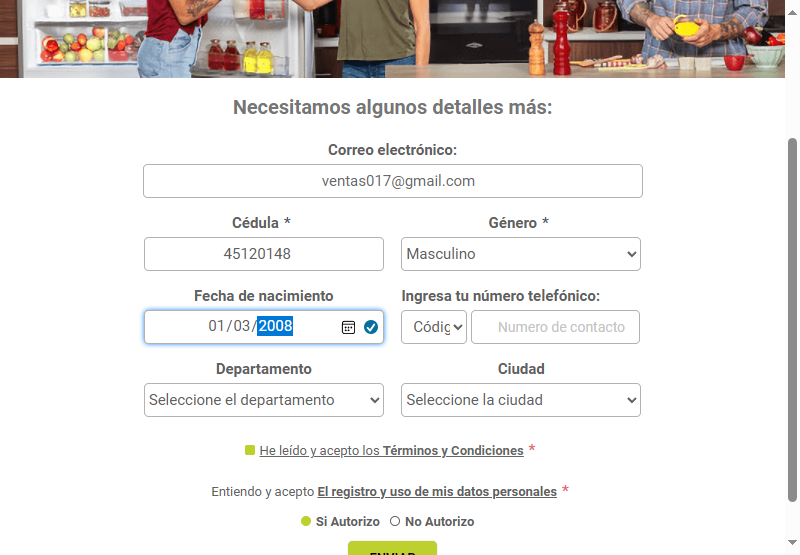 Necesitamos algunos detalles más:
Correo electrónico:
ventas017@gmail.com
Cédula * Género *
45120148 Masculino
Fecha de nacimiento Ingresa tu número telefónico:
01/03/2008 Códig Numero de contacto
Departamento Ciudad
Seleccione el departamento Seleccione la ciudad
He leído y acepto los Términos y Condiciones *
Entiendo y acepto El registro y uso de mis datos personales *
Si Autorizo No Autorizo
ENVIAR